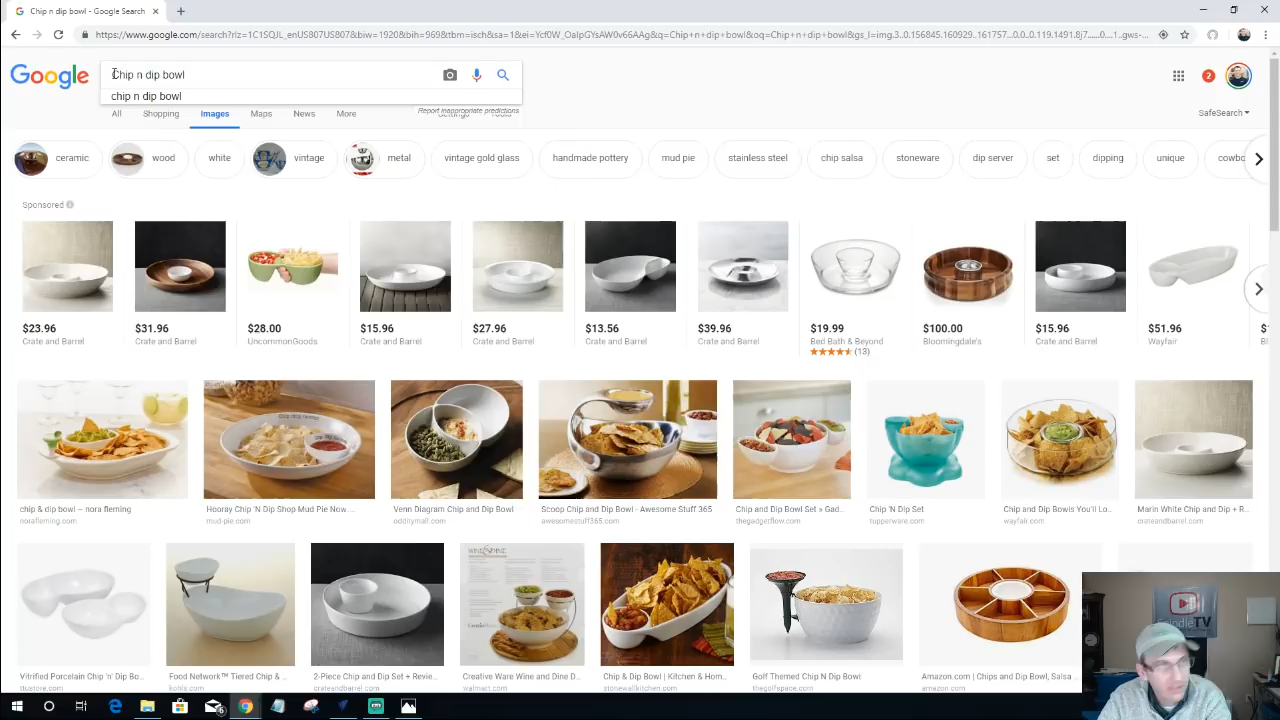 Chip n dip bowl - Google Search
https://www.google.com/search?rlz=1C1SQJL_enUS807US807&biw=1920&bih=969&tbm=isch&sa=1&ei=Ycf0W_OaIpGYsAW0v66AAg&q=Chip+n+dip+bowl&oq=Chip+n+dip+bowl&gs_l=img.3..0.156845.160929..161757...0.0..0.119.1491.8j7......0....1..gws-
Google
Chip n dip bowl
2
chip n dip bowl
Report inappropriate predictions
All Shopping Images Maps News More Settings Tools SafeSearch
ceramic wood white vintage metal vintage gold glass handmade pottery mud pie stainless steel chip salsa stoneware dip server set dipping unique cowbo
Sponsored
$23.96 $31.96 $28.00 $15.96 $27.96 $13.56 $39.96 $19.99 $100.00 $15.96 $51.96
Crate and Barrel Crate and Barrel UncommonGoods Crate and Barrel Crate and Barrel Crate and Barrel Crate and Barrel Bed Bath & Beyond Bloomingdale's Crate and Barrel Wayfair
(13)
chip & dip bowl – nora fleming Hooray Chip 'N Dip Shop Mud Pie Now.... Venn Diagram Chip and Dip Bowl Scoop Chip and Dip Bowl - Awesome Stuff 365 Chip and Dip Bowl Set » Gad... Chip 'N Dip Set Chip and Dip Bowls You'll Lo... Marin White Chip and Dip + R...
norafleming.com mud-pie.com odditymall.com awesomestuff365.com thegadgetflow.com tupperware.com wayfair.com crateandbarrel.com
Vitrified Porcelain Chip 'n' Dip Bo... Food Network™ Tiered Chip & ... 2-Piece Chip and Dip Set + Revie... Creative Ware Wine and Dine D... Chip & Dip Bowl | Kitchen & Hom... Golf Themed Chip N Dip Bowl Amazon.com | Chips and Dip Bowl, Salsa
ttustore.com kohls.com crateandbarrel.com walmart.com stonewallkitchen.com thegolfspace.com amazon.com